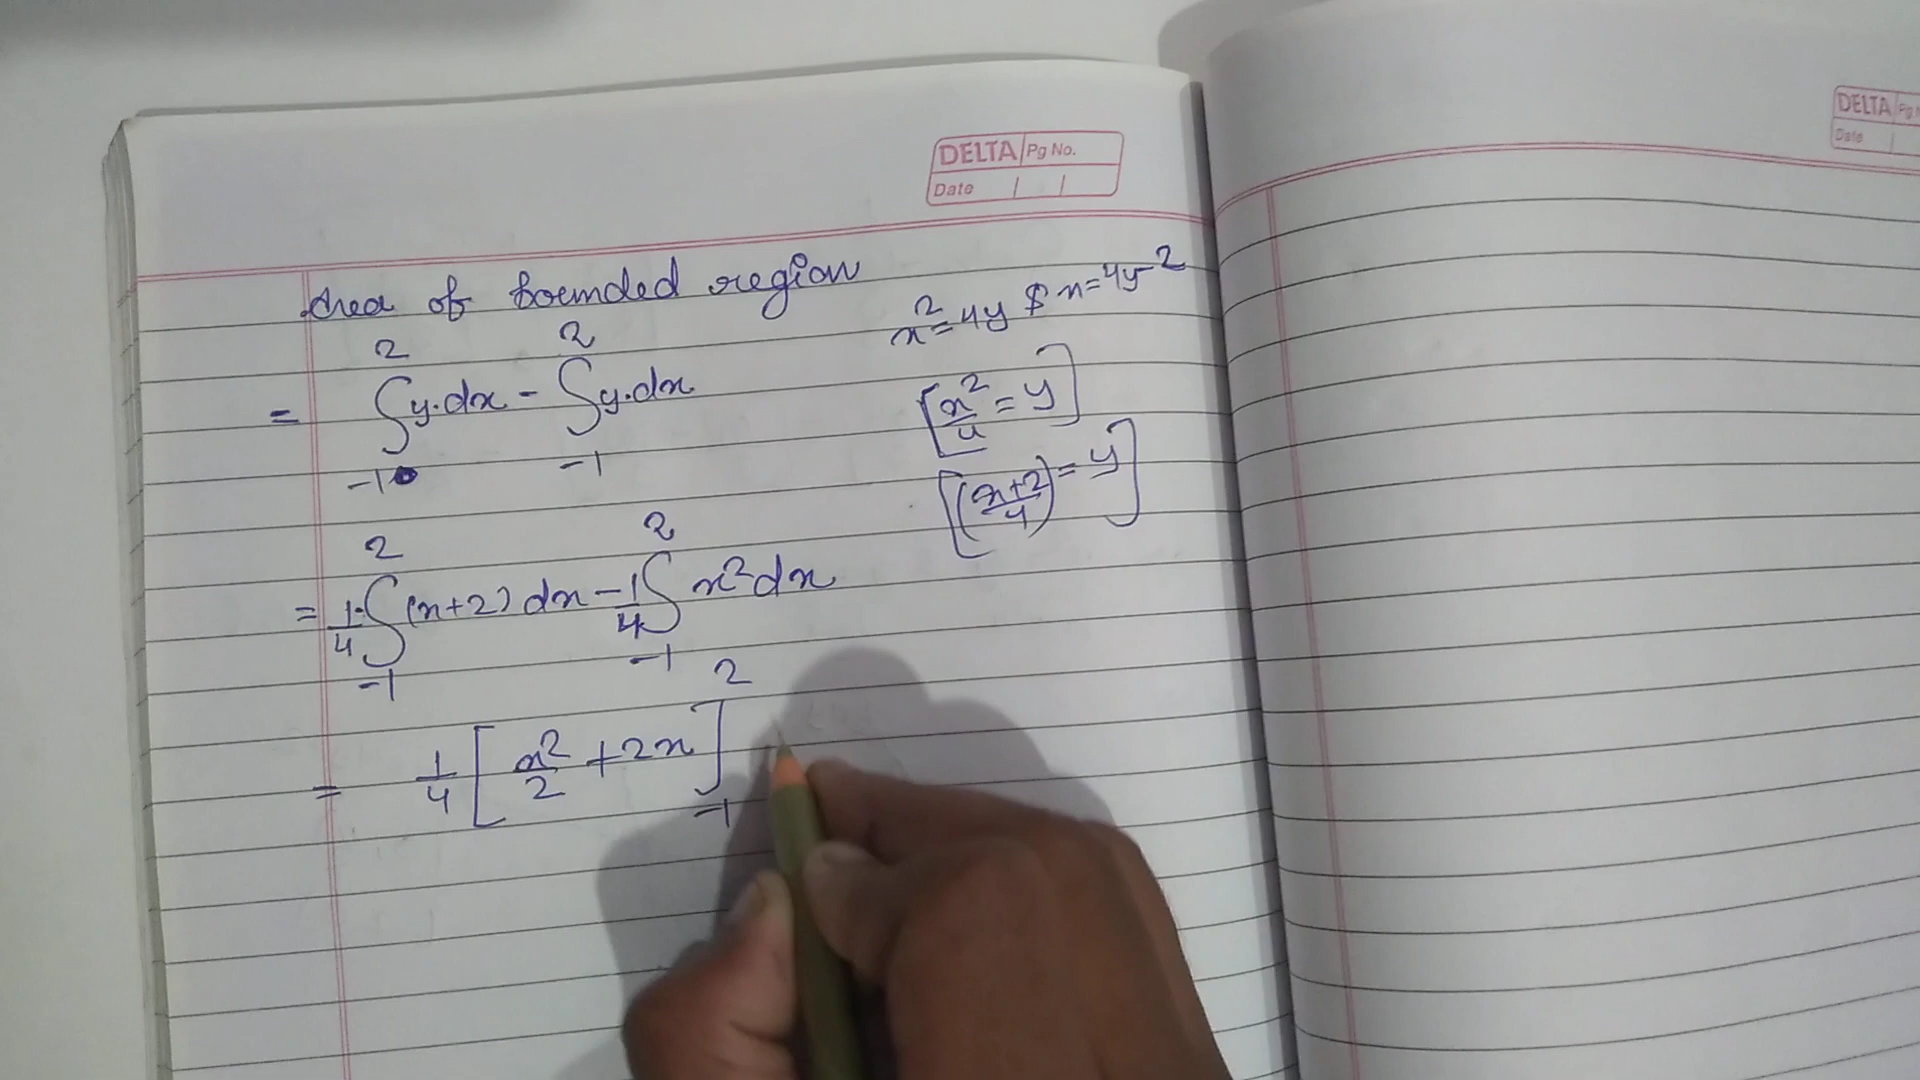 DELTA Pg No.
Date
DELTA Pg N
Date
Area of bounded region
x² = 4y $ x = 4y - 2
= ∫₋₁² y.dx - ∫₋₁² y.dx
[x²/4 = y]
[(x+2/4) = y]
= 1/4 ∫₋₁² (x+2) dx - 1/4 ∫₋₁² x² dx
= 1/4 [x²/2 + 2x]₋₁²